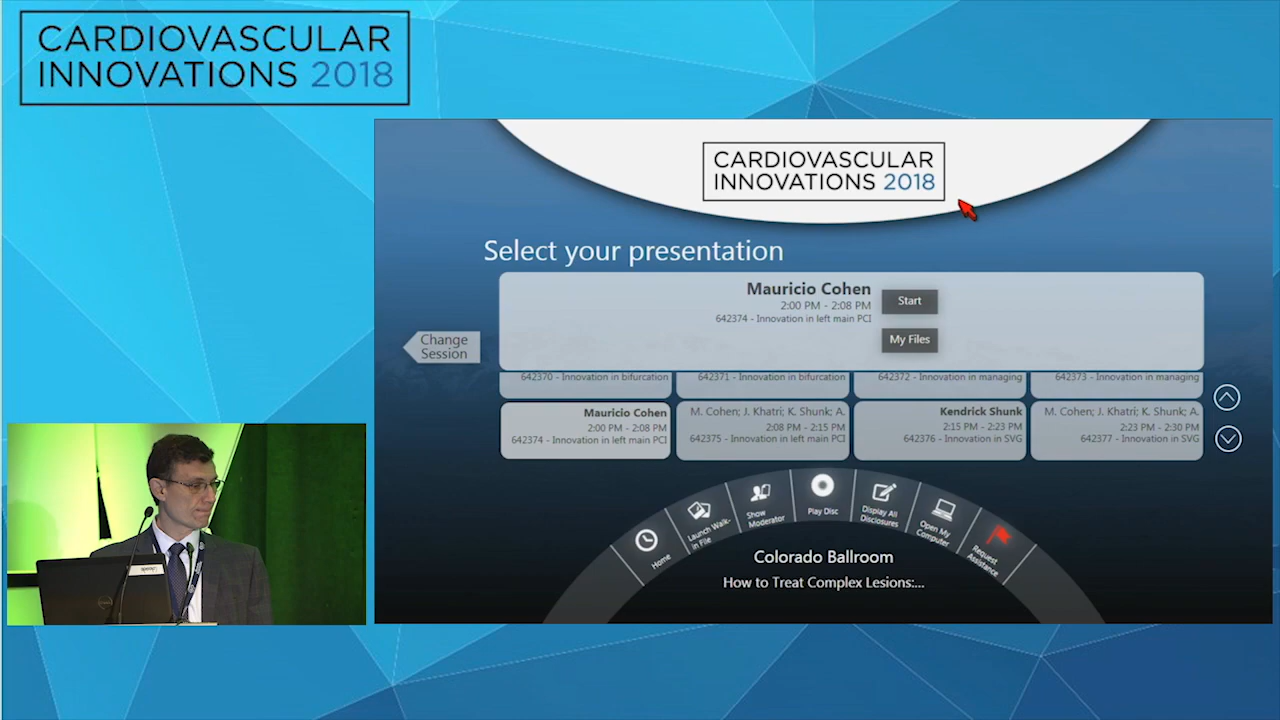 CARDIOVASCULAR
INNOVATIONS 2018
CARDIOVASCULAR
INNOVATIONS 2018
Select your presentation
Mauricio Cohen
2:00 PM - 2:08 PM
642374 - Innovation in left main PCI
Start
My Files
Change
Session
642370 - Innovation in bifurcation
642371 - Innovation in bifurcation
642372 - Innovation in managing
642373 - Innovation in managing
Mauricio Cohen
2:00 PM - 2:08 PM
642374 - Innovation in left main PCI
M. Cohen; J. Khatri; K. Shunk; A.
2:08 PM - 2:15 PM
642375 - Innovation in left main PCI
Kendrick Shunk
2:15 PM - 2:23 PM
642376 - Innovation in SVG
M. Cohen; J. Khatri; K. Shunk; A.
2:23 PM - 2:30 PM
642377 - Innovation in SVG
Home
Launch Walk-
in File
Show
Moderator
Play Disc
Display All
Disclosures
Open My
Computer
Request
Assistance
Colorado Ballroom
How to Treat Complex Lesions:...